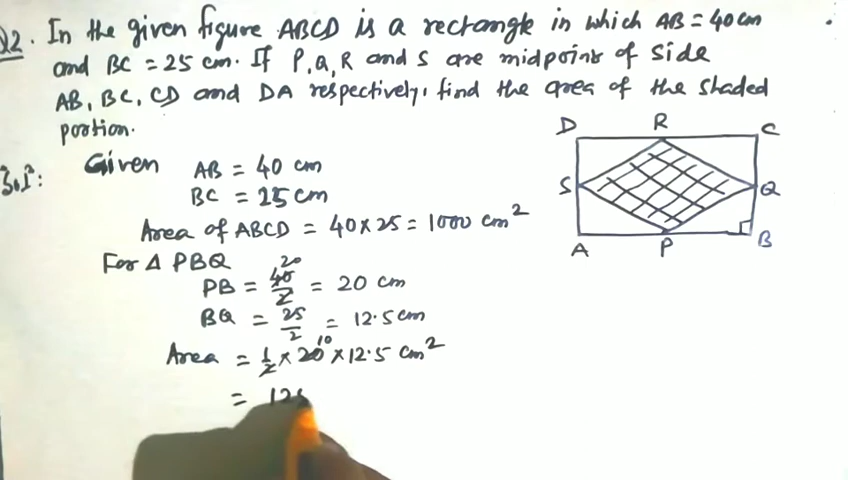 Q2. In the given figure ABCD is a rectangle in which AB = 40 cm
and BC = 25 cm. If P, Q, R and S are midpoint of side
AB, BC, CD and DA respectively, find the area of the shaded
portion.
Sol:
Given AB = 40 cm
BC = 25 cm
Area of ABCD = 40 × 25 = 1000 cm²
For Δ PBQ
20
PB = 40/2 = 20 cm
BQ = 25/2 = 12.5 cm
10
Area = 1/2 × 20 × 12.5 cm²
= 125
D R C
S Q
A P B